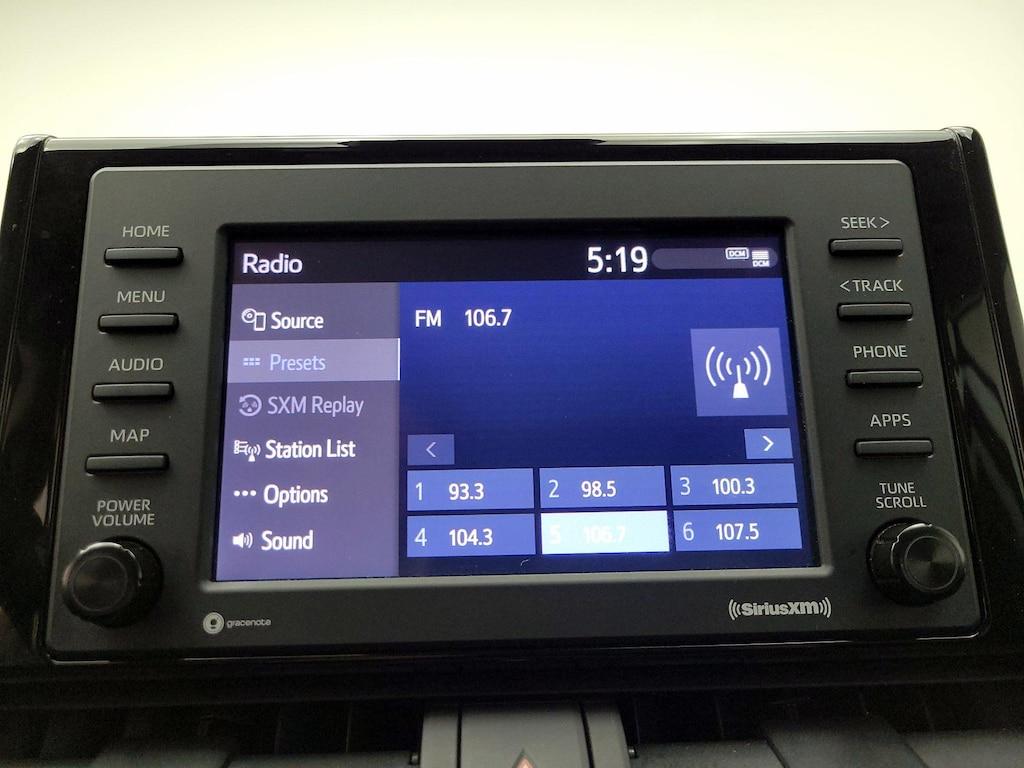 HOME
MENU
AUDIO
MAP
POWER
VOLUME
Radio
5:19
DCM
DCM
Source
Presets
SXM Replay
Station List
Options
Sound
FM 106.7
<
>
1 93.3
2 98.5
3 100.3
4 104.3
5 106.7
6 107.5
SEEK >
< TRACK
PHONE
APPS
TUNE
SCROLL
gracenote
SiriusXM